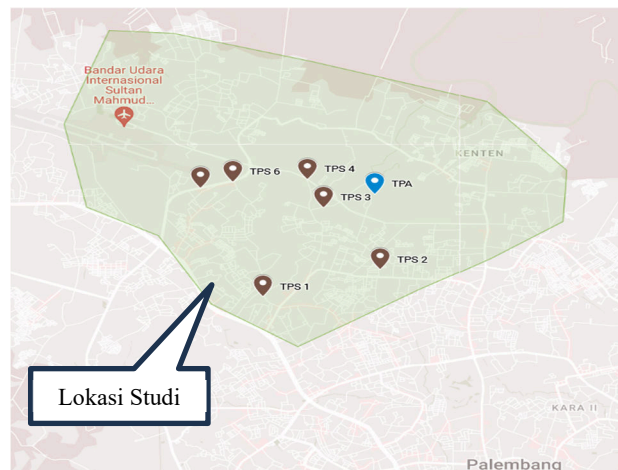 Bandar Udara
Internasional
Sultan
Mahmud...
KENTEN
TPS 6
TPS 4
TPA
TPS 3
TPS 2
TPS 1
Lokasi Studi
KARA II
Palembang